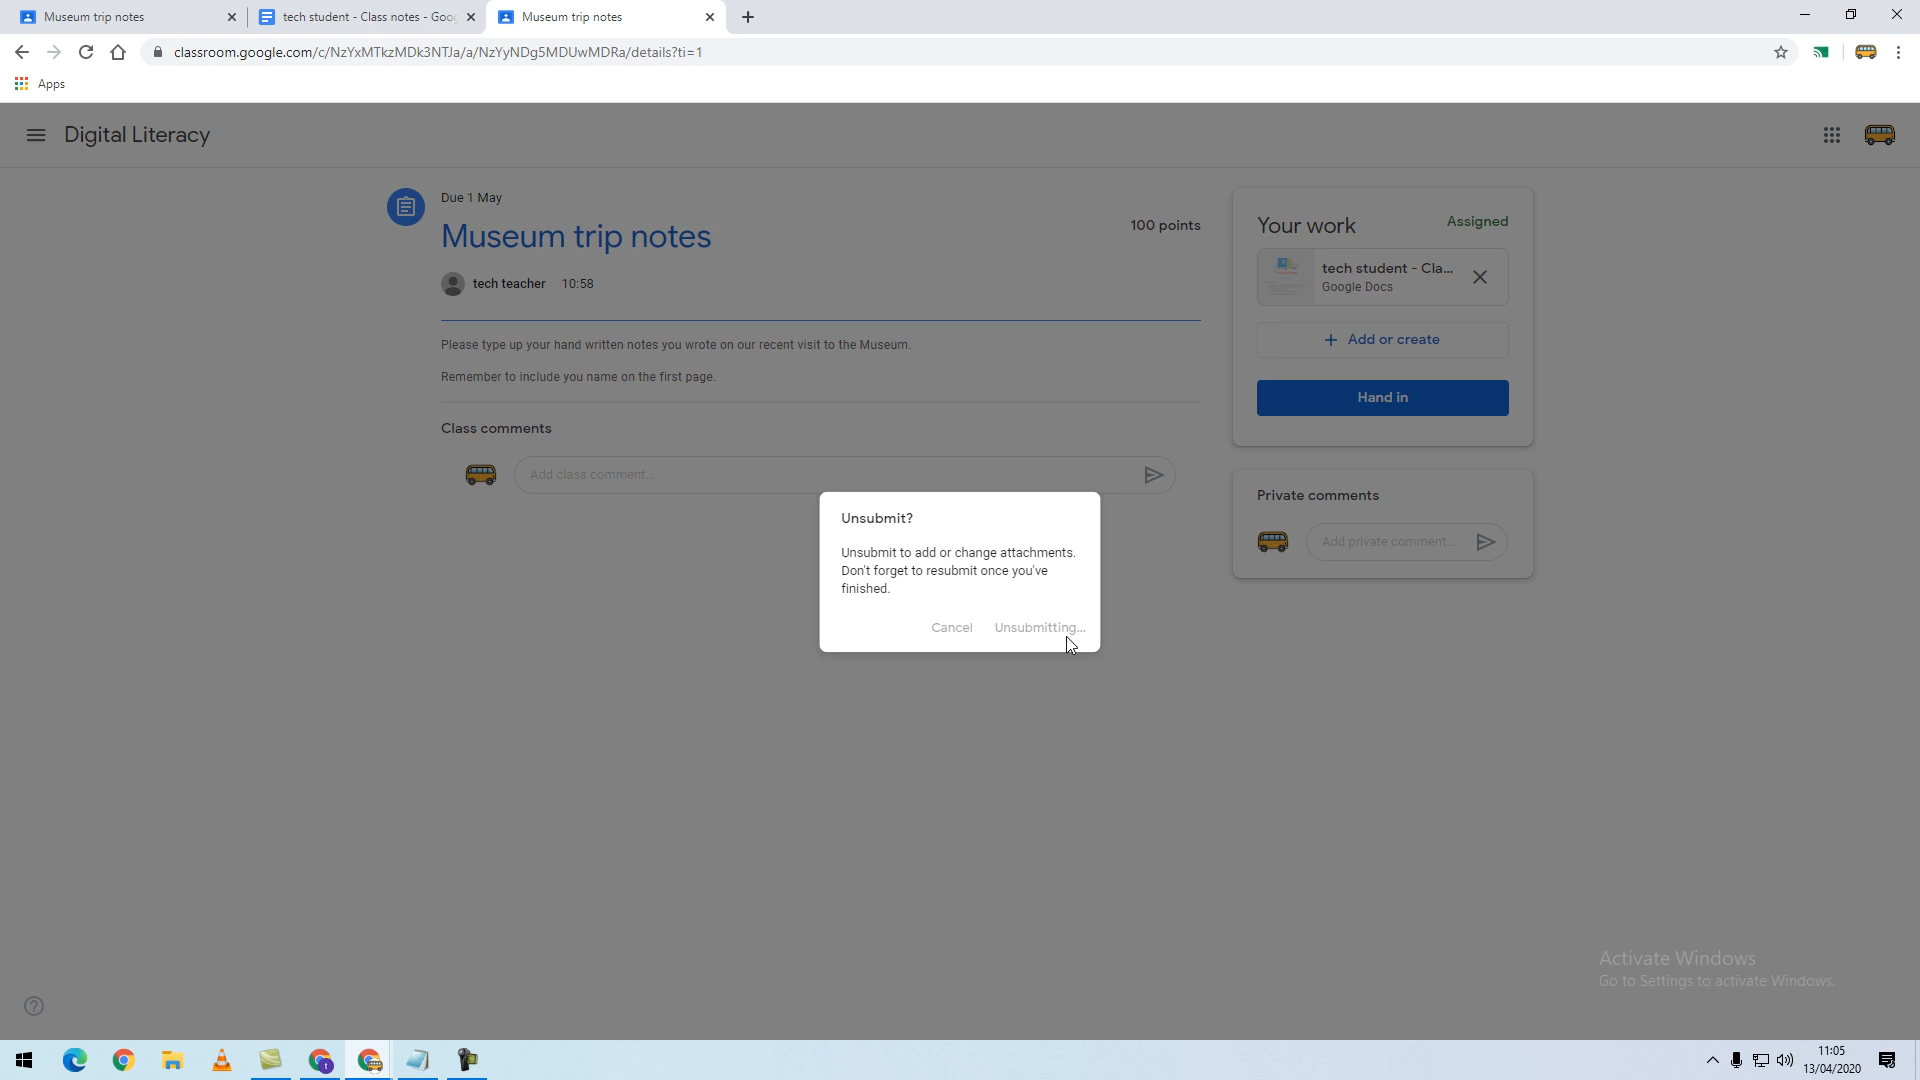 Museum trip notes
tech student - Class notes - Goo
Museum trip notes
classroom.google.com/c/NzYxMTkzMDk3NTJa/a/NzYyNDg5MDUwMDRa/details?ti=1
Apps
Digital Literacy
Due 1 May
Museum trip notes
100 points
tech teacher 10:58
Please type up your hand written notes you wrote on our recent visit to the Museum.
Remember to include you name on the first page.
Class comments
Add class comment...
Your work
Assigned
tech student - Cla...
Google Docs
Add or create
Hand in
Private comments
Add private comment...
Unsubmit?
Unsubmit to add or change attachments.
Don't forget to resubmit once you've
finished.
Cancel Unsubmitting...
Activate Windows
Go to Settings to activate Windows.
11:05
13/04/2020